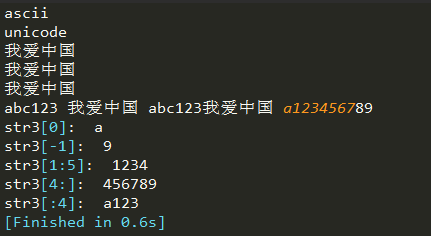 ascii
unicode
我爱中国
我爱中国
我爱中国
abc123 我爱中国 abc123我爱中国 a123456789
str3[0]:  a
str3[-1]:  9
str3[1:5]:  1234
str3[4:]:  456789
str3[:4]:  a123
[Finished in 0.6s]